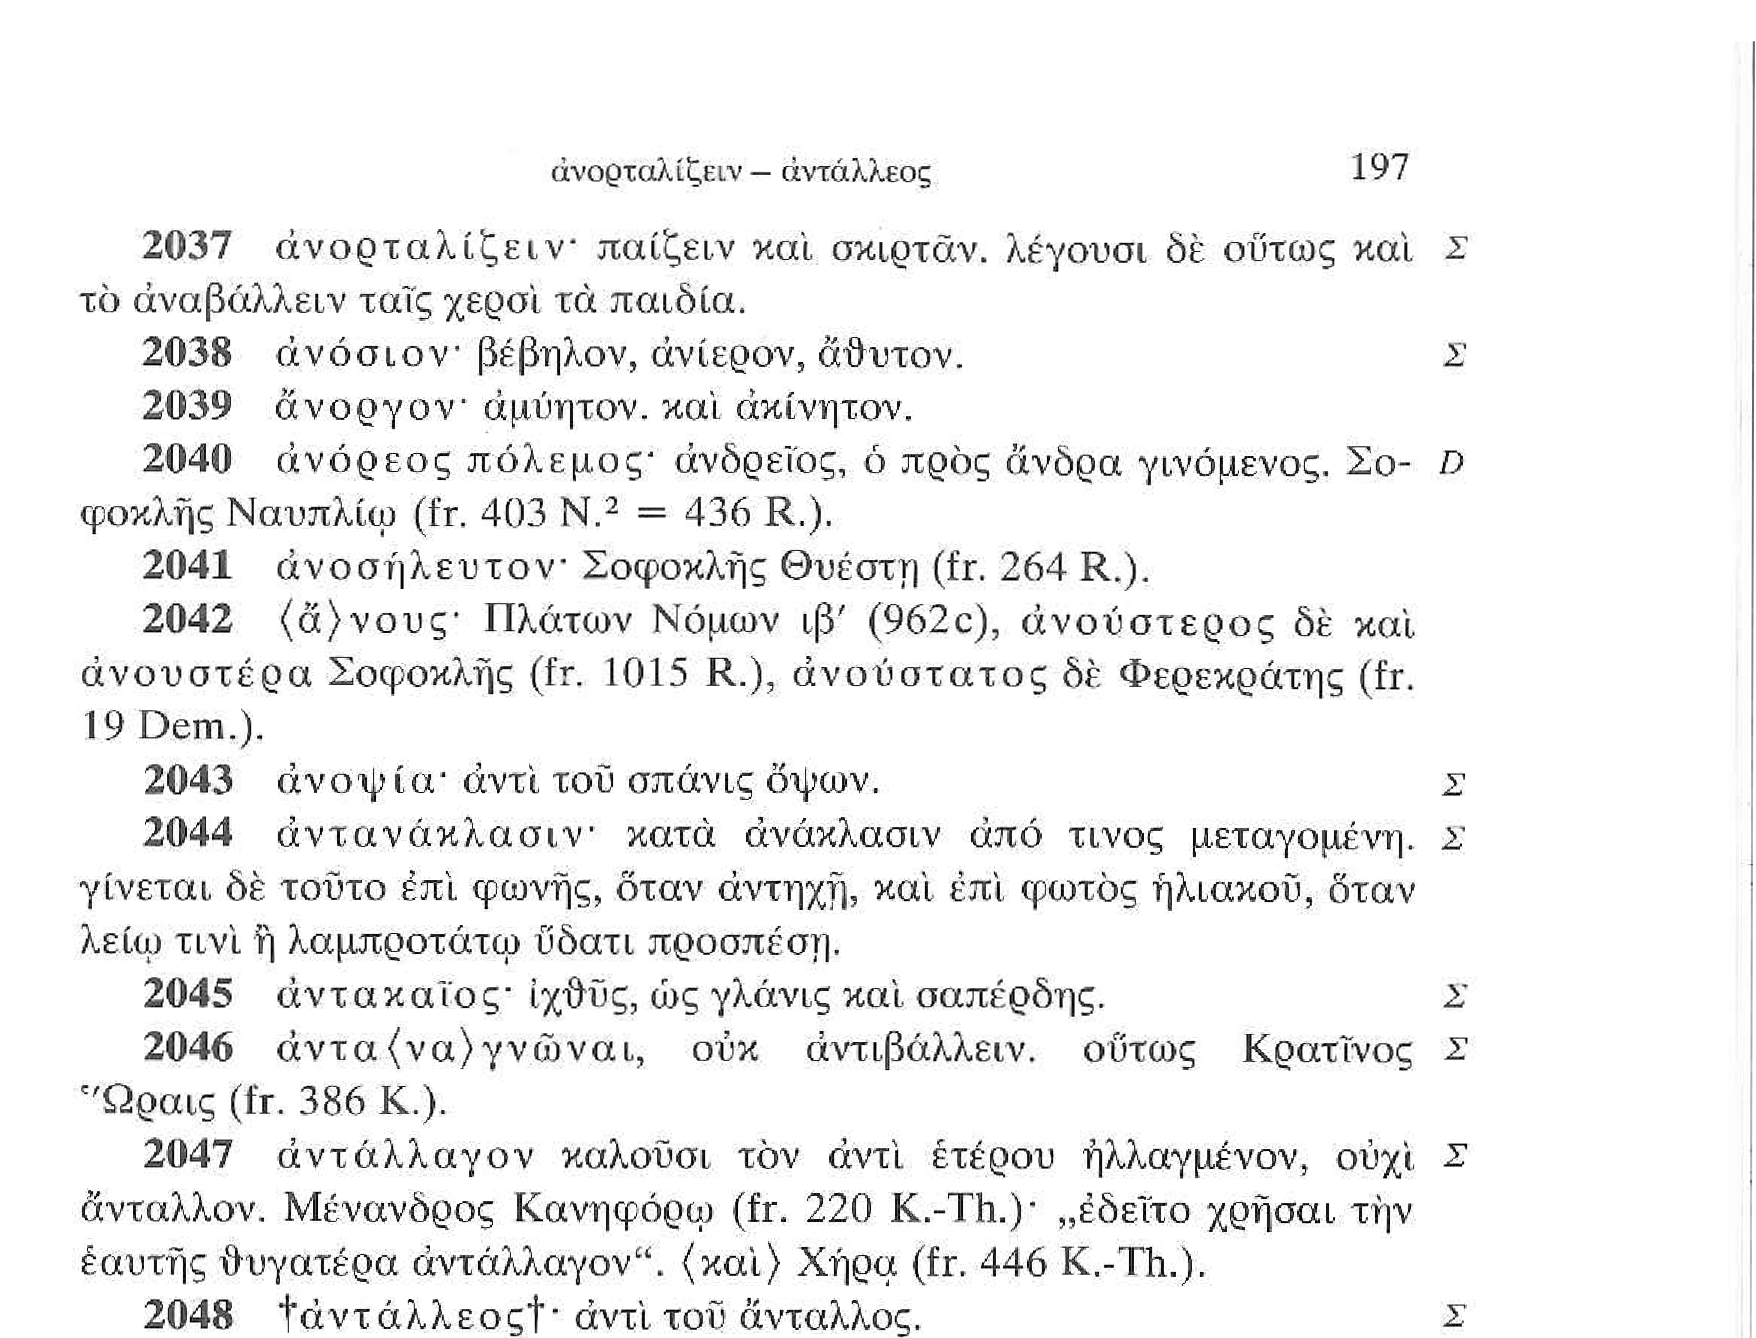 ἀνορταλίζειν – ἀντάλλεος 197
2037 ἀνορταλίζειν· παίζειν καὶ σκιρτᾶν. λέγουσι δὲ οὕτως καὶ Σ
τὸ ἀναβάλλειν ταῖς χερσὶ τὰ παιδία.
2038 ἀνόσιον· βέβηλον, ἀνίερον, ἄθυτον. Σ
2039 ἄνοργον· ἀμύητον. καὶ ἀκίνητον.
2040 ἀνόρεος πόλεμος· ἀνδρεῖος, ὁ πρὸς ἄνδρα γινόμενος. Σο- D
φοκλῆς Ναυπλίῳ (fr. 403 N.² = 436 R.).
2041 ἀνοσήλευτον· Σοφοκλῆς Θυέστῃ (fr. 264 R.).
2042 ⟨ἄ⟩νους· Πλάτων Νόμων ιβ′ (962c), ἀνούστερος δὲ καὶ
ἀνουστέρα Σοφοκλῆς (fr. 1015 R.), ἀνούστατος δὲ Φερεκράτης (fr.
19 Dem.).
2043 ἀνοψία· ἀντὶ τοῦ σπάνις ὄψων. Σ
2044 ἀντανάκλασιν· κατὰ ἀνάκλασιν ἀπό τινος μεταγομένη. Σ
γίνεται δὲ τοῦτο ἐπὶ φωνῆς, ὅταν ἀντηχῇ, καὶ ἐπὶ φωτὸς ἡλιακοῦ, ὅταν
λείῳ τινὶ ἢ λαμπροτάτῳ ὕδατι προσπέσῃ.
2045 ἀντακαῖος· ἰχθῦς, ὡς γλάνις καὶ σαπέρδης. Σ
2046 ἀντα⟨να⟩γνῶναι, οὐκ ἀντιβάλλειν. οὕτως Κρατῖνος Σ
Ὥραις (fr. 386 K.).
2047 ἀντάλλαγον καλοῦσι τὸν ἀντὶ ἑτέρου ἠλλαγμένον, οὐχὶ Σ
ἄνταλλον. Μένανδρος Κανηφόρῳ (fr. 220 K.-Th.)· „ἐδεῖτο χρῆσαι τὴν
ἑαυτῆς θυγατέρα ἀντάλλαγον“. ⟨καὶ⟩ Χήρᾳ (fr. 446 K.-Th.).
2048 †ἀντάλλεος†· ἀντὶ τοῦ ἄνταλλος. Σ